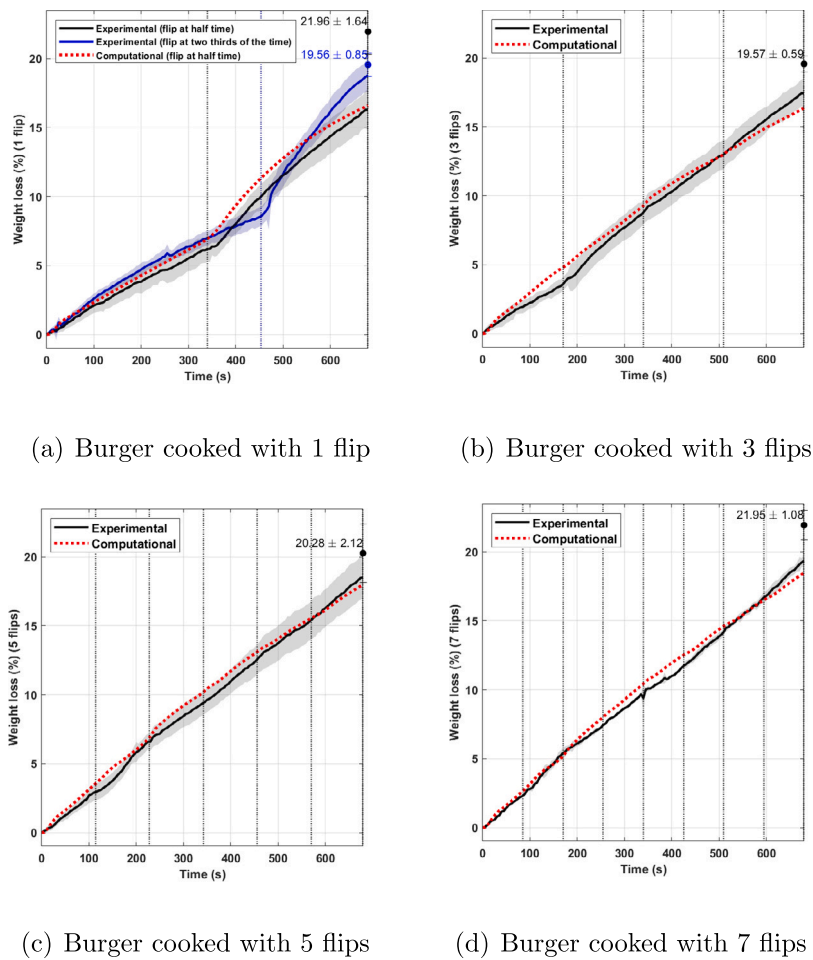 21.96 ± 1.64
Experimental (flip at half time)
Experimental (flip at two thirds of the time)
Computational (flip at half time)
19.56 ± 0.85
20
15
10
5
0
Weight loss (%) (1 flip)
0 100 200 300 400 500 600
Time (s)
(a) Burger cooked with 1 flip
Experimental
Computational
19.57 ± 0.59
20
15
10
5
0
Weight loss (%) (3 flips)
0 100 200 300 400 500 600
Time (s)
(b) Burger cooked with 3 flips
Experimental
Computational
20.28 ± 2.12
20
15
10
5
0
Weight loss (%) (5 flips)
0 100 200 300 400 500 600
Time (s)
(c) Burger cooked with 5 flips
Experimental
Computational
21.95 ± 1.08
20
15
10
5
0
Weight loss (%) (7 flips)
0 100 200 300 400 500 600
Time (s)
(d) Burger cooked with 7 flips